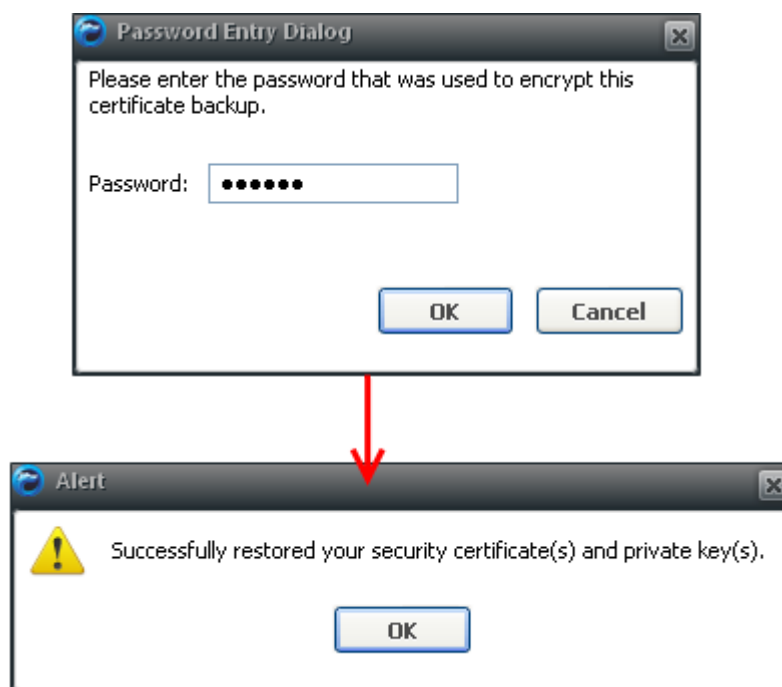 Password Entry Dialog
Please enter the password that was used to encrypt this
certificate backup.
Password: ●●●●●●
OK Cancel
Alert
Successfully restored your security certificate(s) and private key(s).
OK